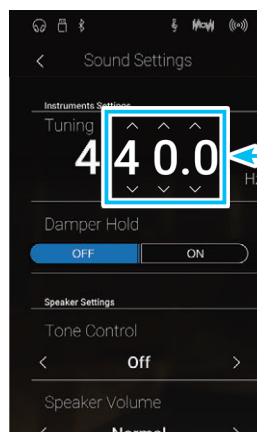 Sound Settings
Instruments Settings
Tuning
440.0
Hz
Damper Hold
OFF ON
Speaker Settings
Tone Control
Off
Speaker Volume
Normal